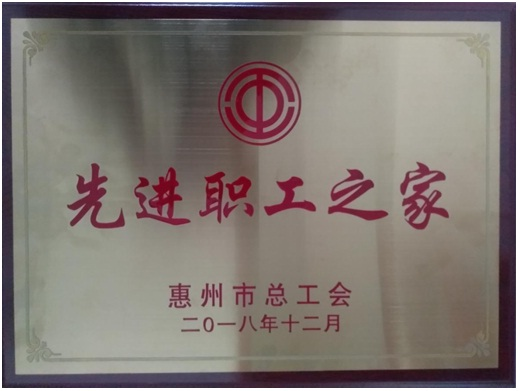 先进职工之家
惠州市总工会
二0一八年十二月